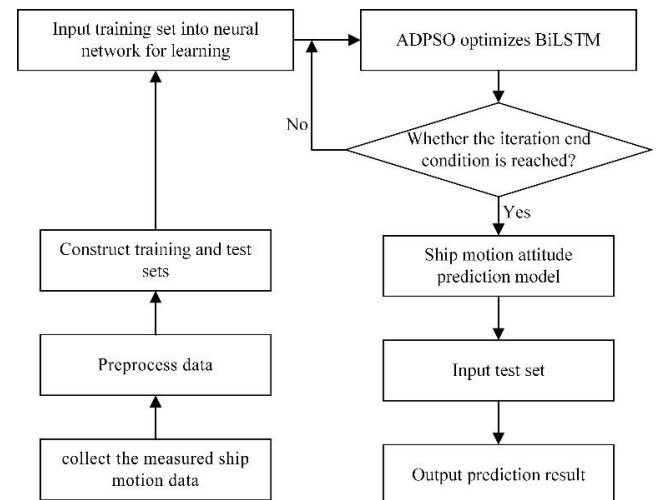 Input training set into neural
network for learning
ADPSO optimizes BiLSTM
No
Whether the iteration end
condition is reached?
Yes
Construct training and test
sets
Ship motion attitude
prediction model
Preprocess data
Input test set
collect the measured ship
motion data
Output prediction result